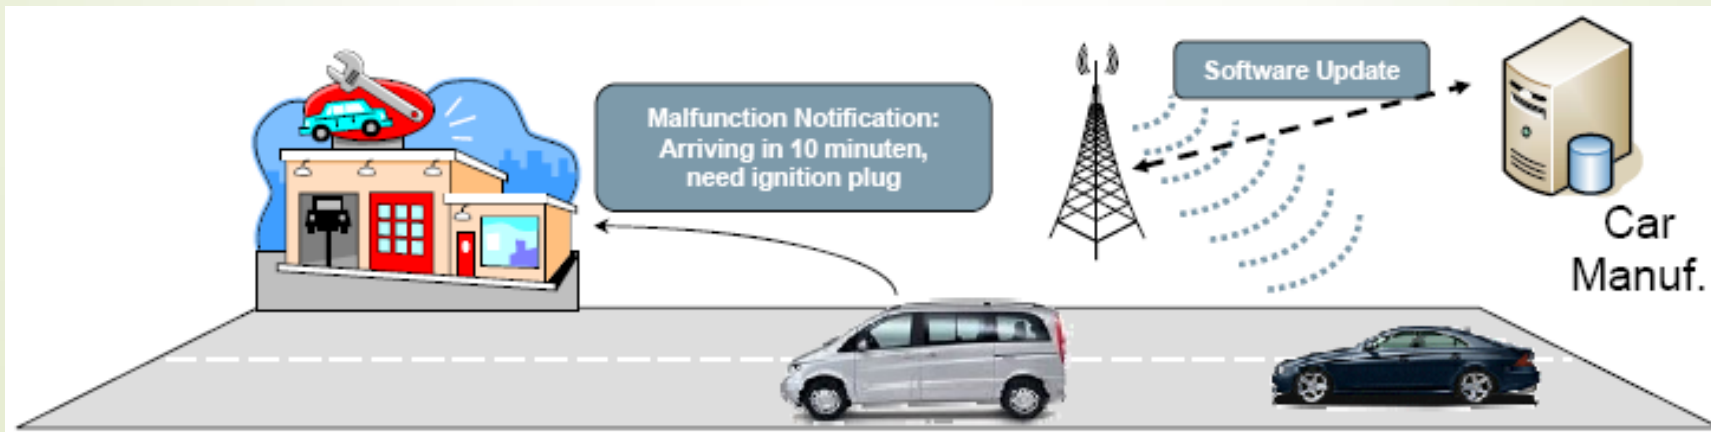 Malfunction Notification:
Arriving in 10 minuten,
need ignition plug
Software Update
Car
Manuf.